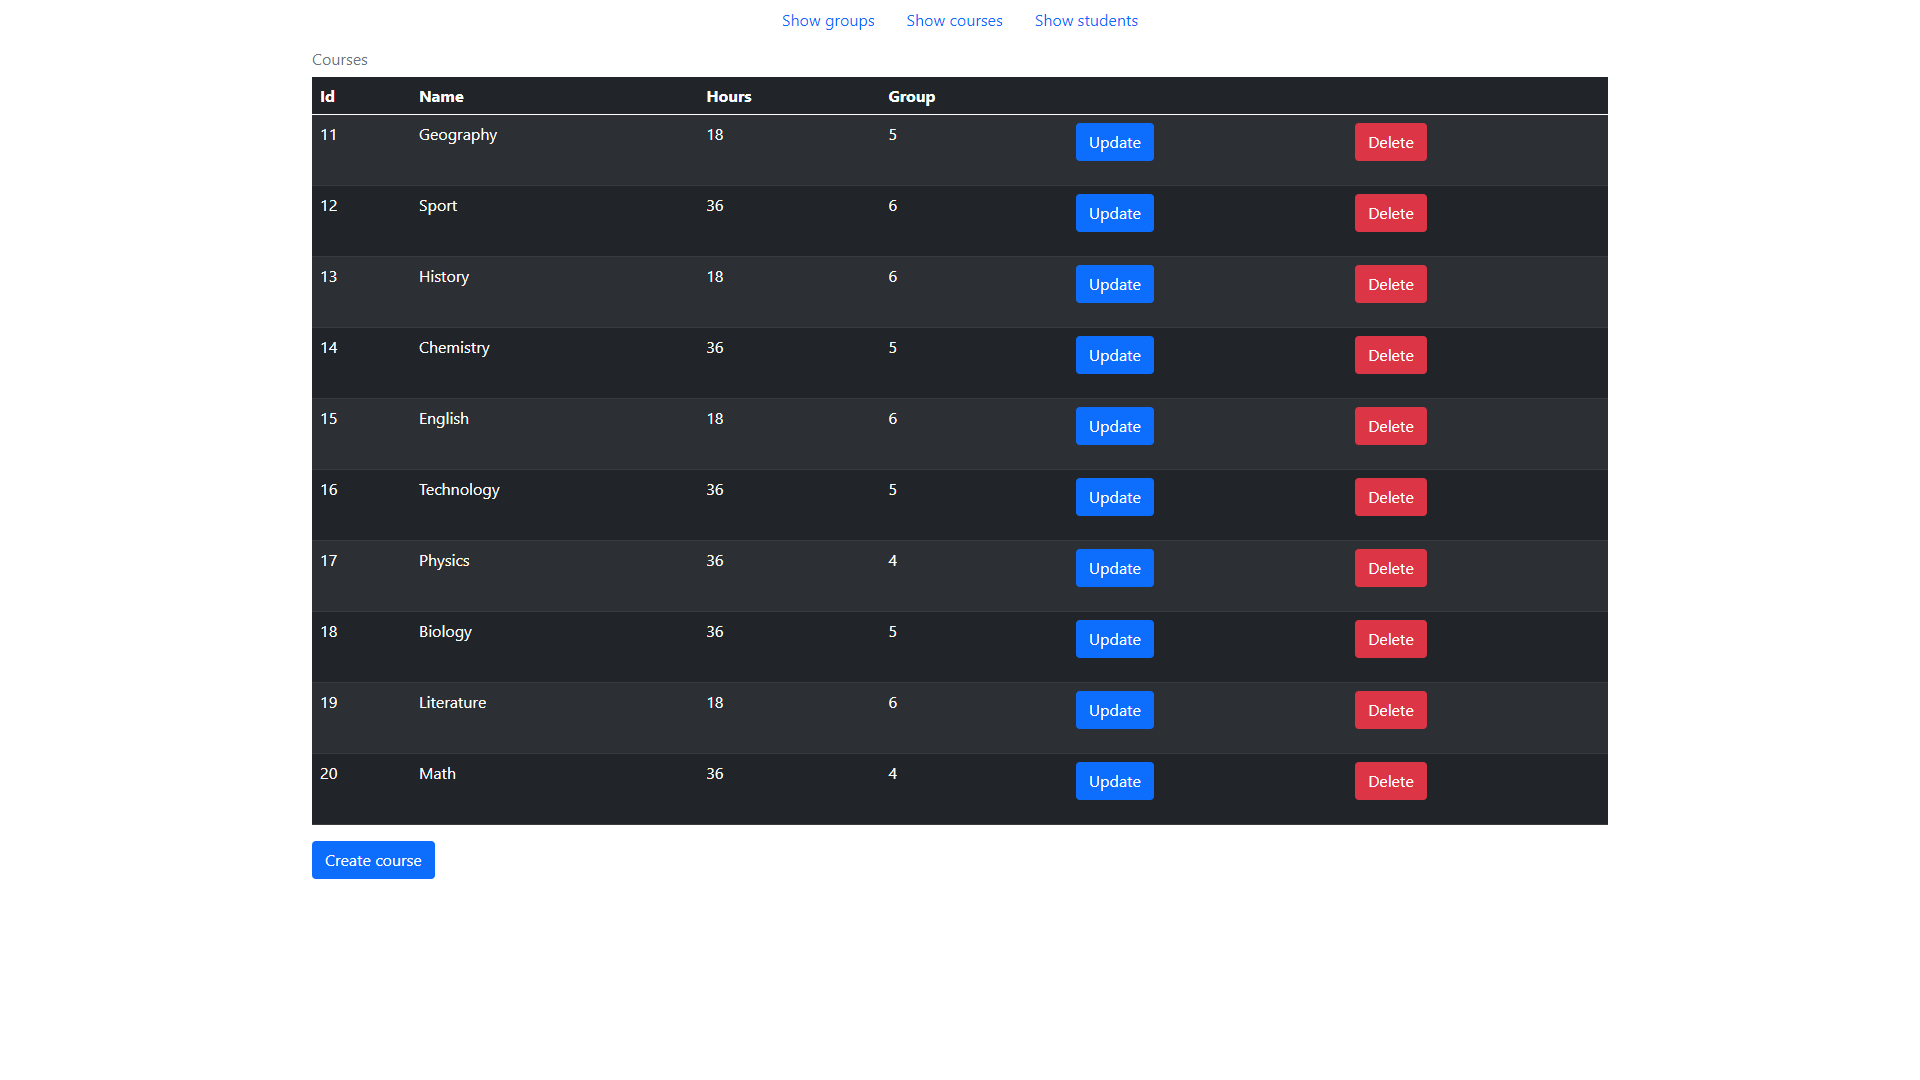 Show groups Show courses Show students
Courses
Id Name Hours Group
11 Geography 18 5 Update Delete
12 Sport 36 6 Update Delete
13 History 18 6 Update Delete
14 Chemistry 36 5 Update Delete
15 English 18 6 Update Delete
16 Technology 36 5 Update Delete
17 Physics 36 4 Update Delete
18 Biology 36 5 Update Delete
19 Literature 18 6 Update Delete
20 Math 36 4 Update Delete
Create course